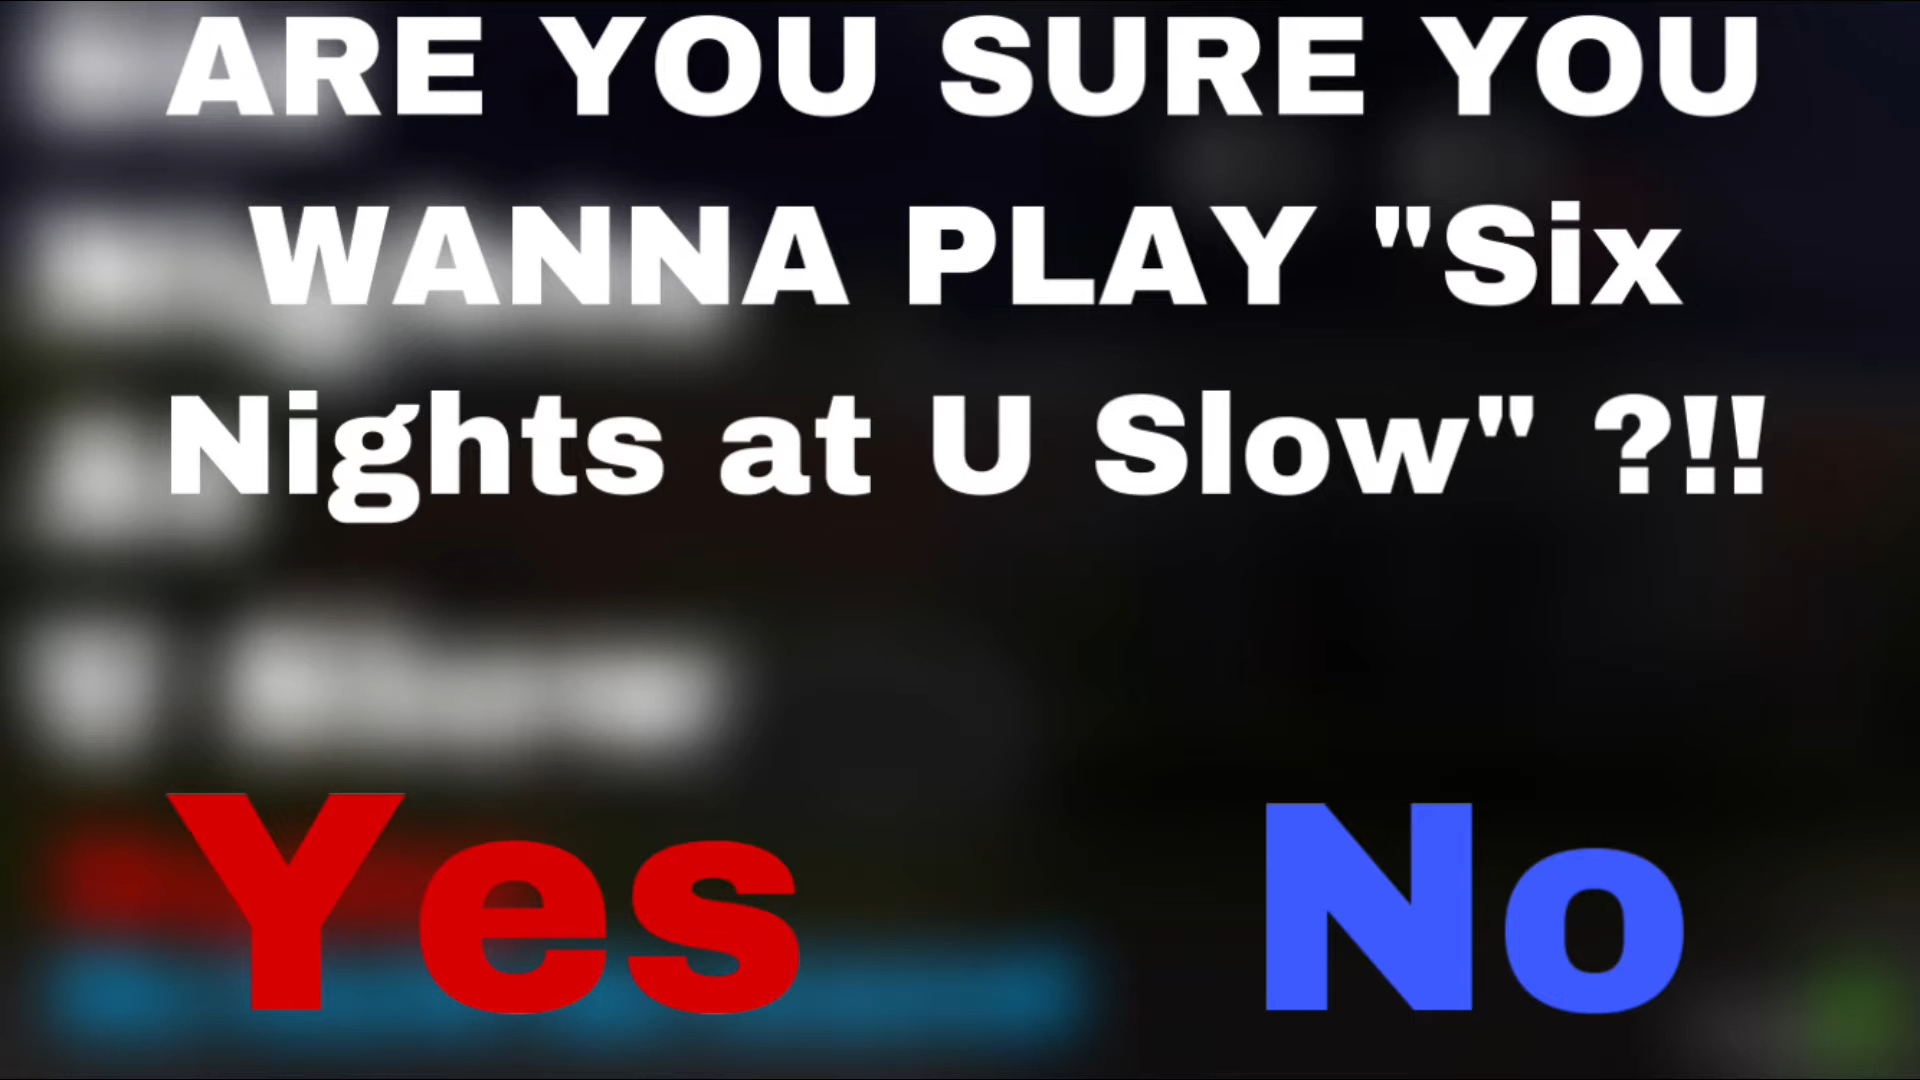 ARE YOU SURE YOU
WANNA PLAY "Six
Nights at U Slow" ?!!
Yes No